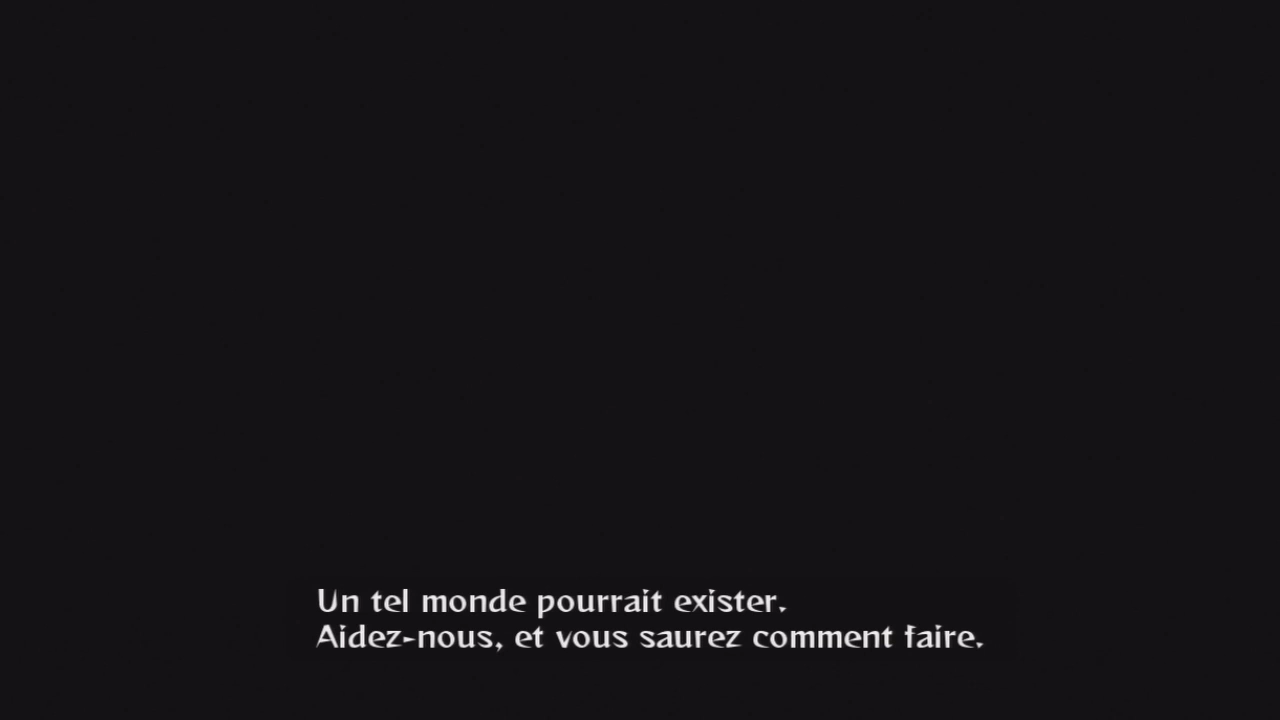 Un tel monde pourrait exister.
Aidez-nous, et vous saurez comment faire.